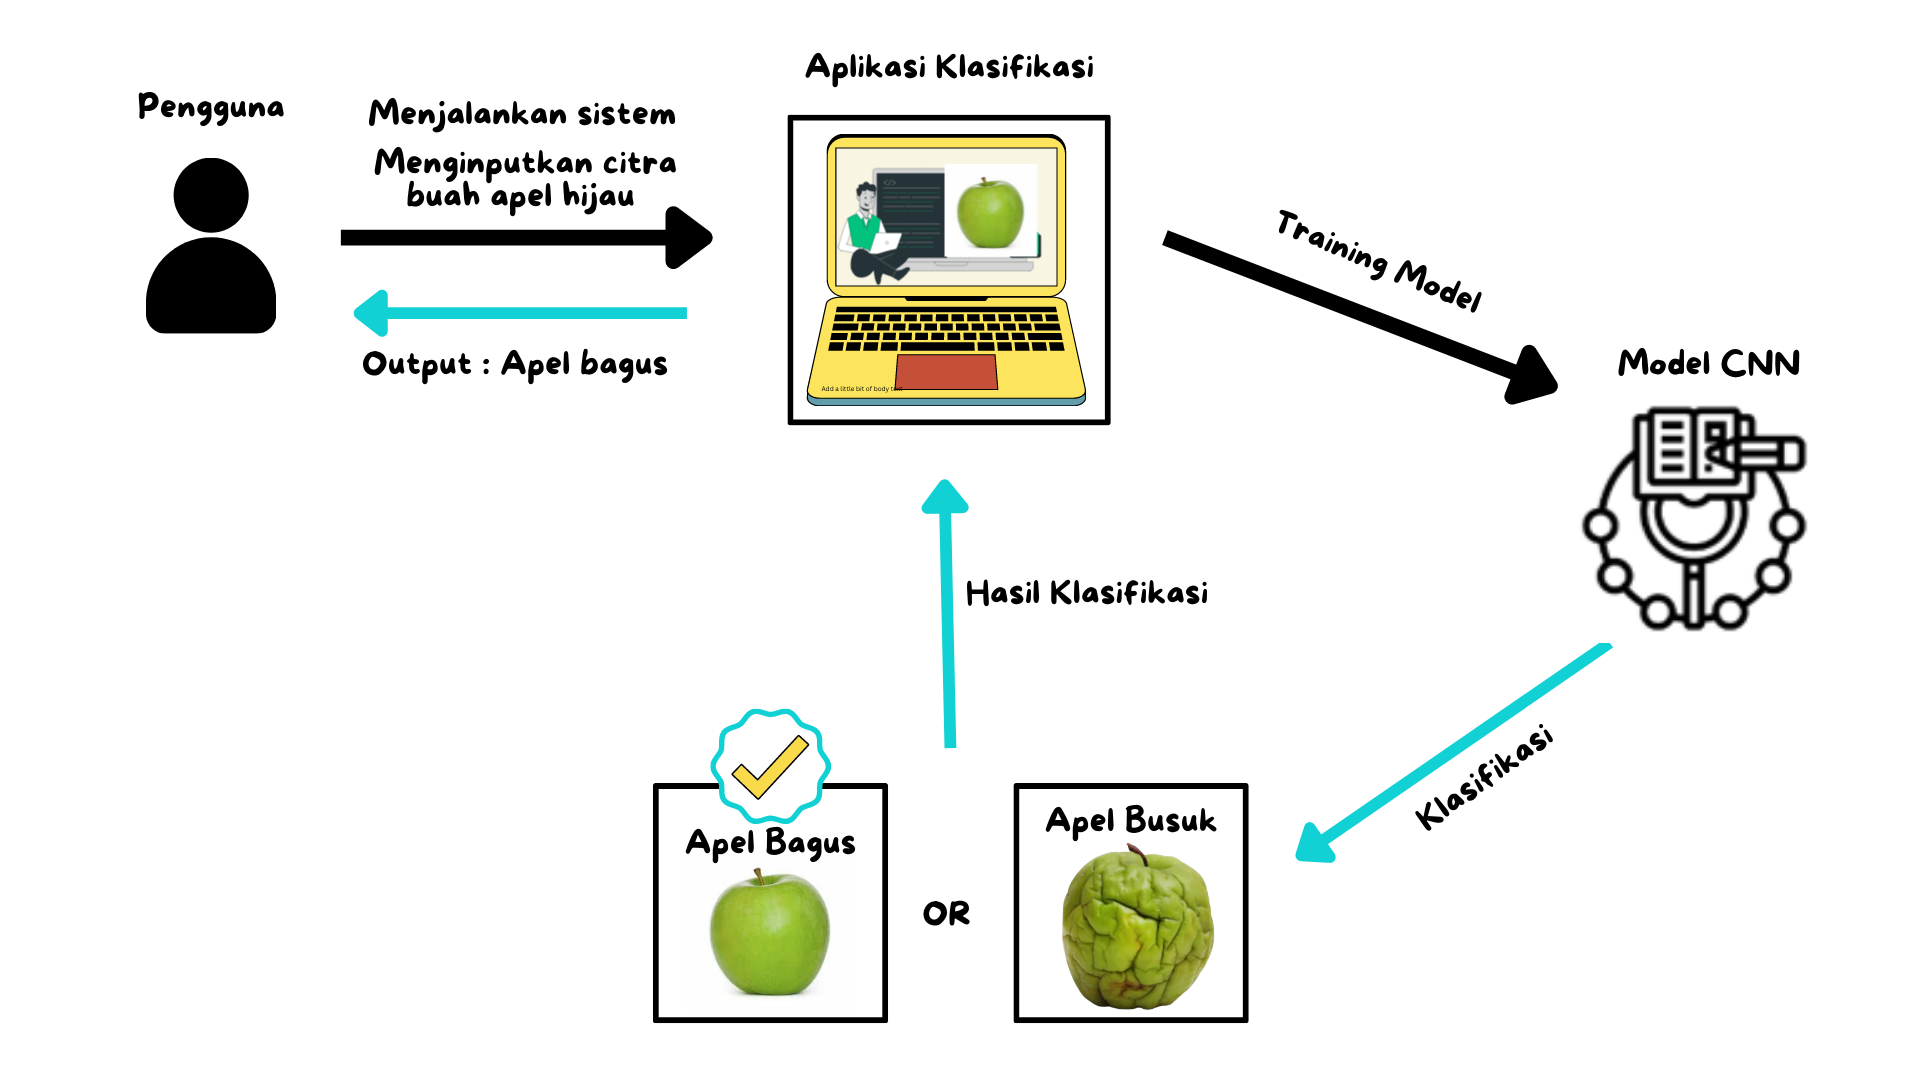 Aplikasi Klasifikasi
Pengguna
Menjalankan sistem
Menginputkan citra
buah apel hijau
Output : Apel bagus
Add a little bit of body text
Training Model
Model CNN
Hasil Klasifikasi
Klasifikasi
Apel Bagus
OR
Apel Busuk